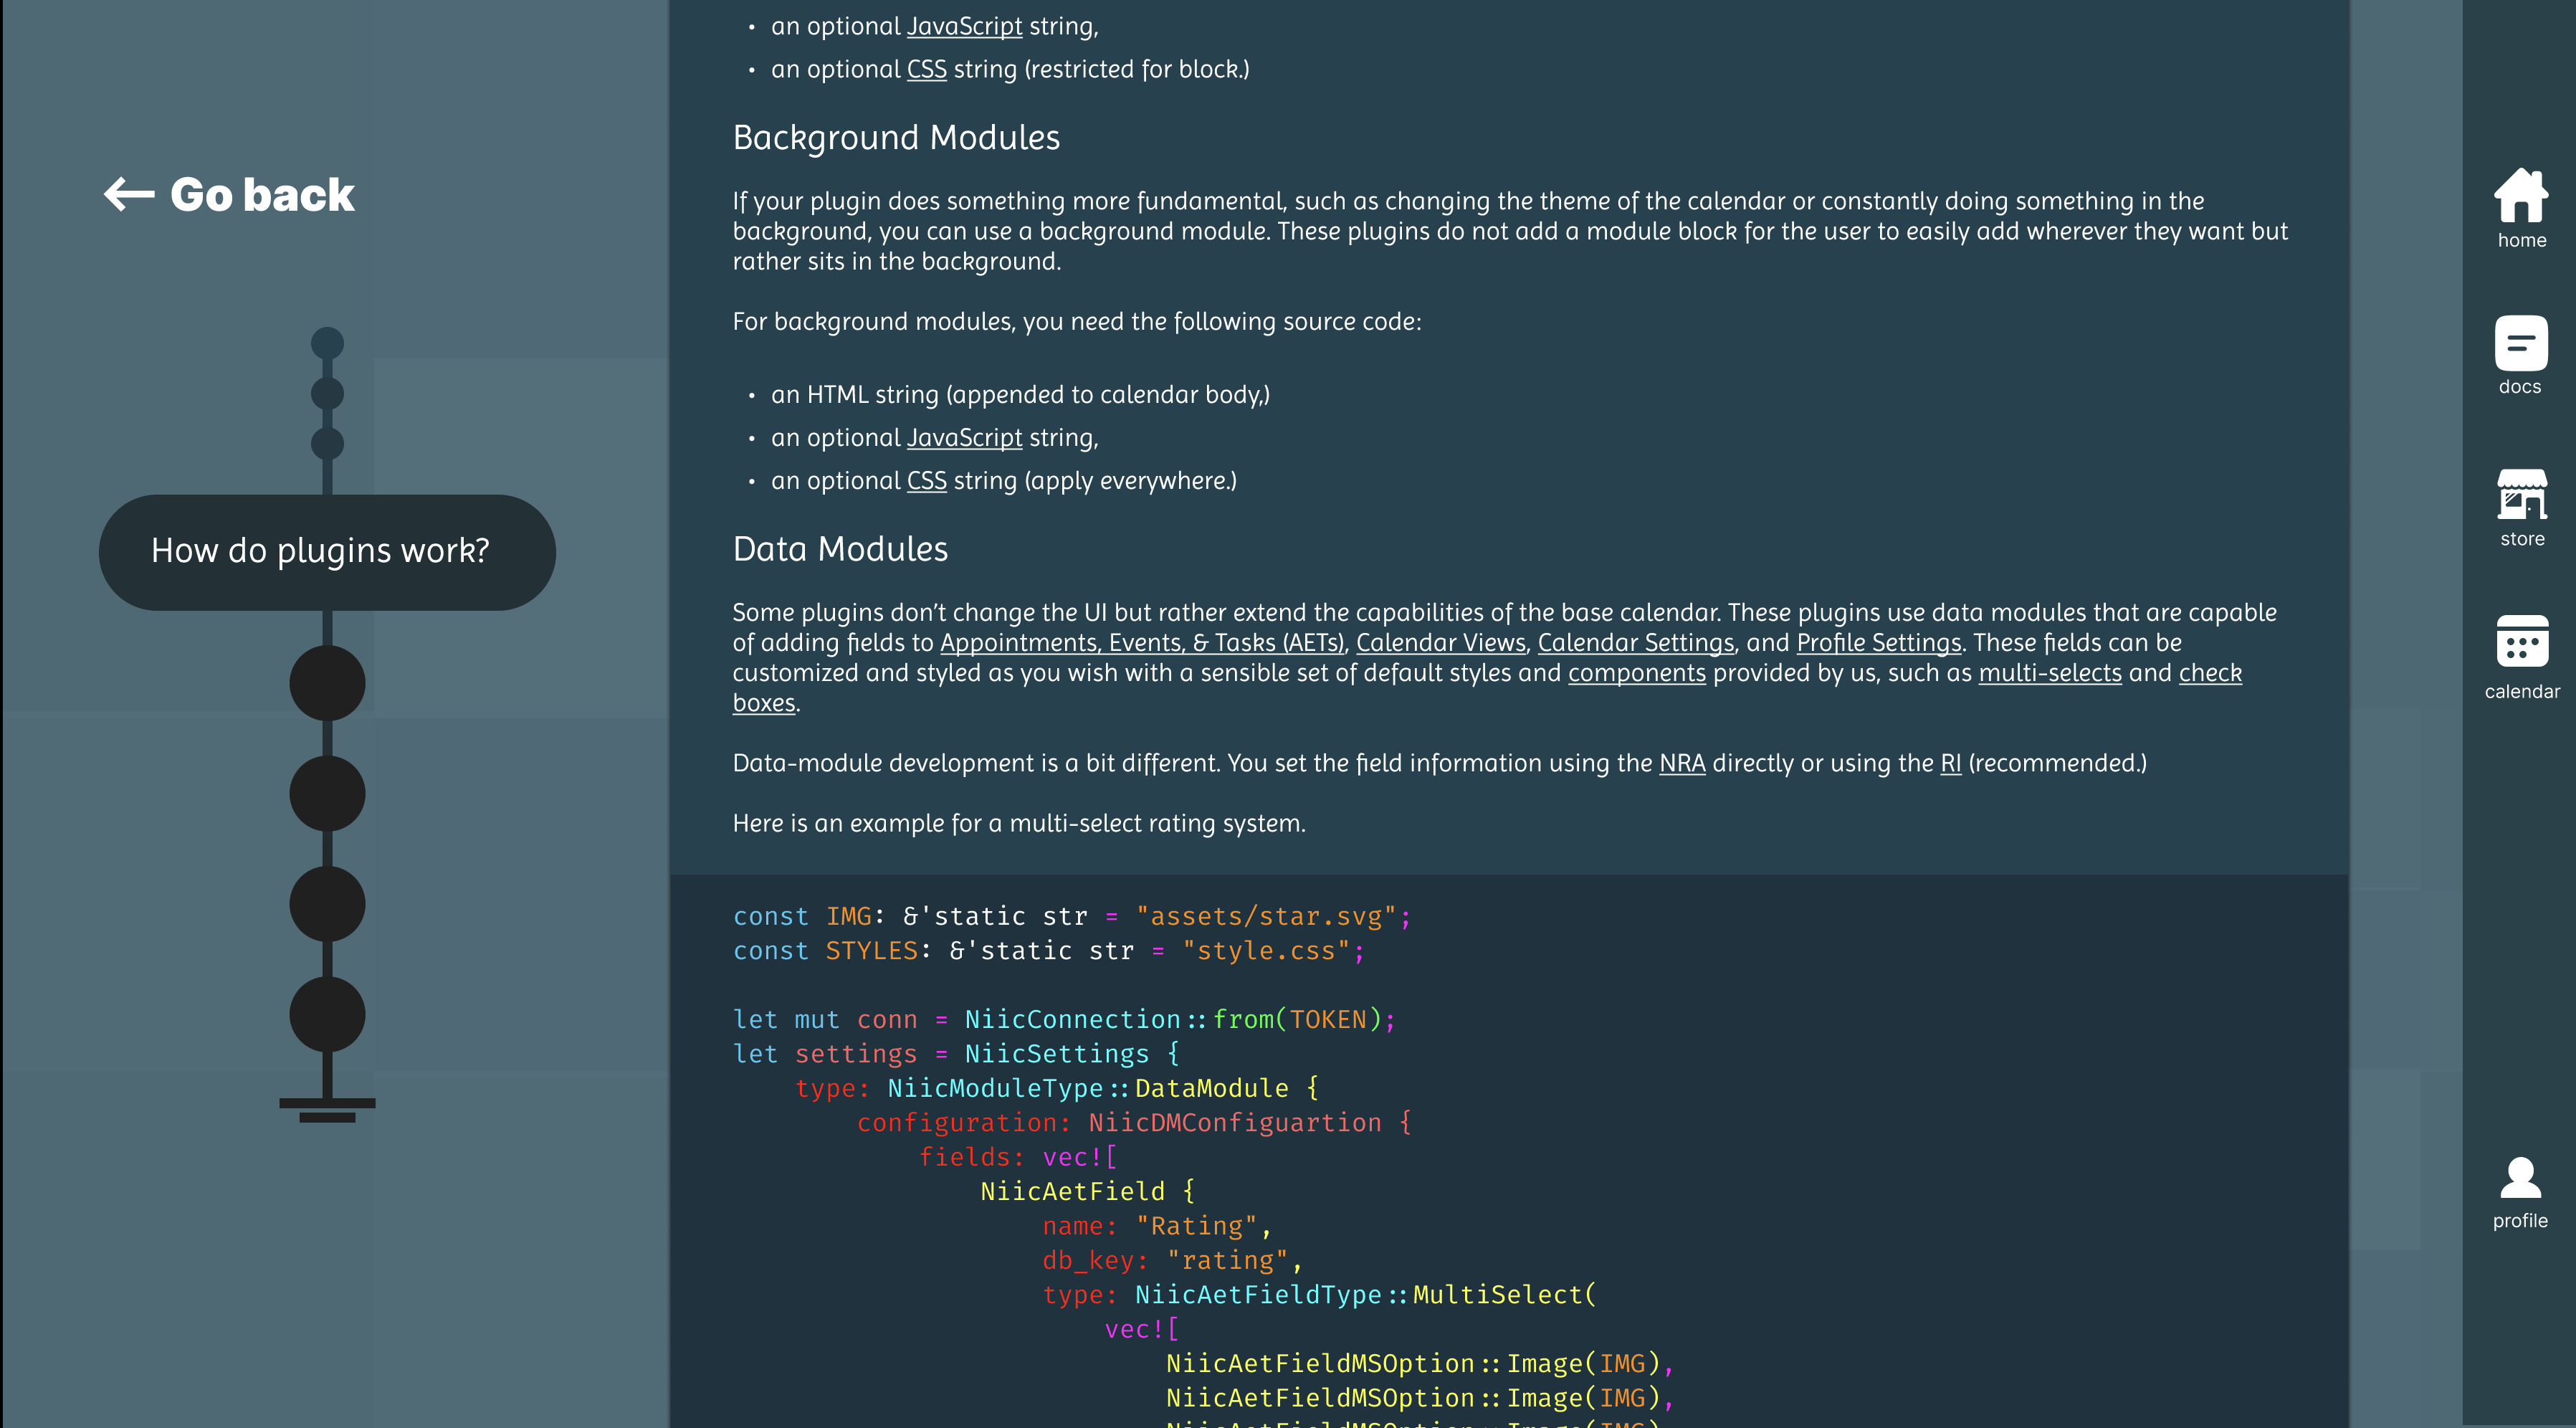 ← Go back
How do plugins work?
• an optional JavaScript string,
• an optional CSS string (restricted for block.)
Background Modules
If your plugin does something more fundamental, such as changing the theme of the calendar or constantly doing something in the
background, you can use a background module. These plugins do not add a module block for the user to easily add wherever they want but
rather sits in the background.
For background modules, you need the following source code:
• an HTML string (appended to calendar body,)
• an optional JavaScript string,
• an optional CSS string (apply everywhere.)
Data Modules
Some plugins don’t change the UI but rather extend the capabilities of the base calendar. These plugins use data modules that are capable
of adding fields to Appointments, Events, & Tasks (AETs), Calendar Views, Calendar Settings, and Profile Settings. These fields can be
customized and styled as you wish with a sensible set of default styles and components provided by us, such as multi-selects and check
boxes.
Data-module development is a bit different. You set the field information using the NRA directly or using the RI (recommended.)
Here is an example for a multi-select rating system.
const IMG: &'static str = "assets/star.svg";
const STYLES: &'static str = "style.css";
let mut conn = NiicConnection::from(TOKEN);
let settings = NiicSettings {
    type: NiicModuleType::DataModule {
        configuration: NiicDMConfiguartion {
            fields: vec![
                NiicAetField {
                    name: "Rating",
                    db_key: "rating",
                    type: NiicAetFieldType::MultiSelect(
                        vec![
                            NiicAetFieldMSOption::Image(IMG),
                            NiicAetFieldMSOption::Image(IMG),
                            NiicAetFieldMSOption::Image(IMG)
home
docs
store
calendar
profile